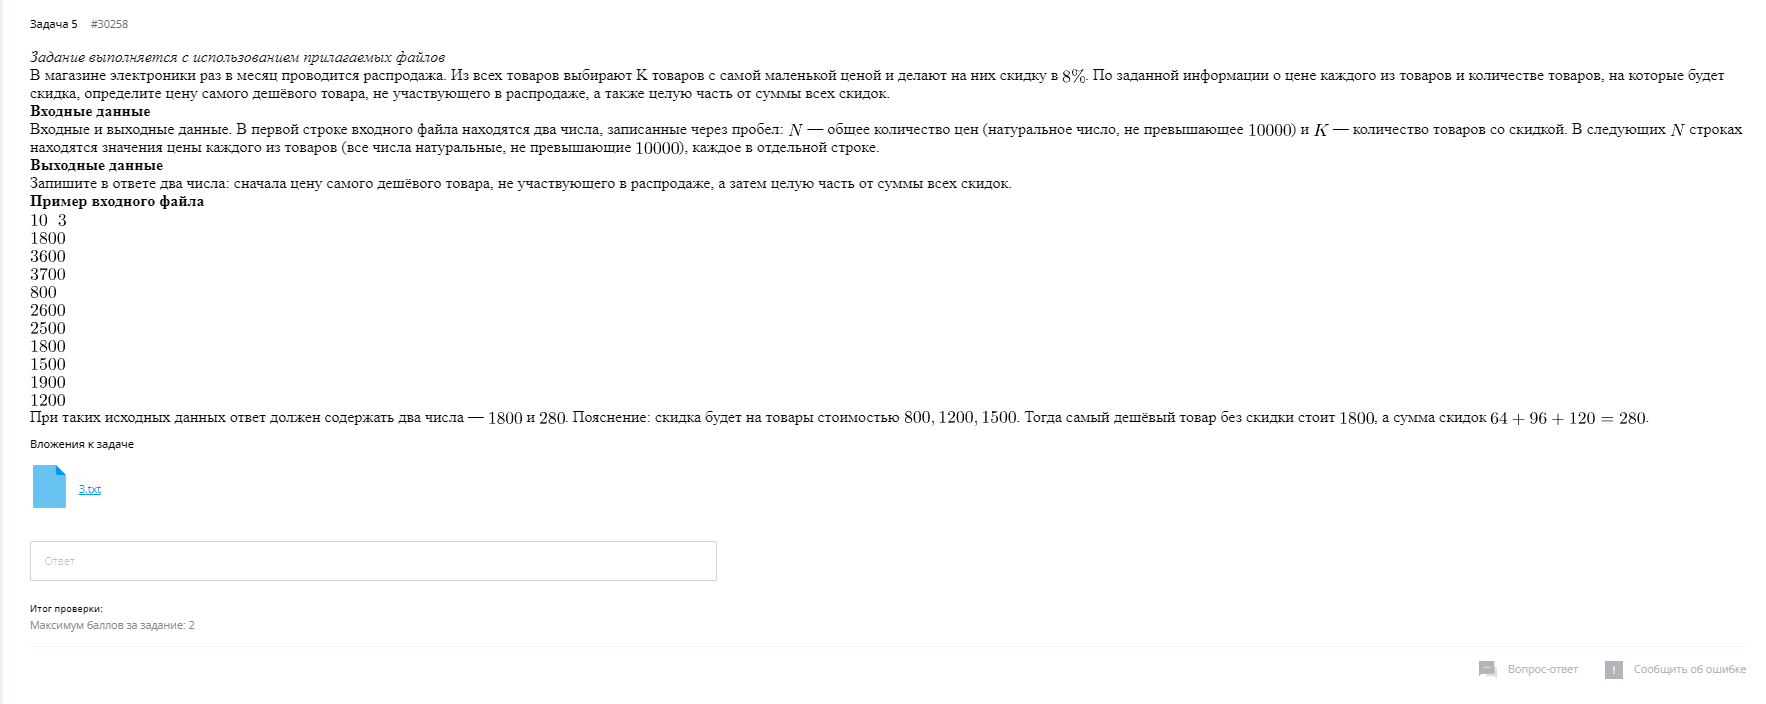 Задача 5 #30258
Задание выполняется с использованием прилагаемых файлов
В магазине электроники раз в месяц проводится распродажа. Из всех товаров выбирают K товаров с самой маленькой ценой и делают на них скидку в 8%. По заданной информации о цене каждого из товаров и количестве товаров, на которые будет
скидка, определите цену самого дешёвого товара, не участвующего в распродаже, а также целую часть от суммы всех скидок.
Входные данные
Входные и выходные данные. В первой строке входного файла находятся два числа, записанные через пробел: N — общее количество цен (натуральное число, не превышающее 10000) и K — количество товаров со скидкой. В следующих N строках
находятся значения цены каждого из товаров (все числа натуральные, не превышающие 10000), каждое в отдельной строке.
Выходные данные
Запишите в ответе два числа: сначала цену самого дешёвого товара, не участвующего в распродаже, а затем целую часть от суммы всех скидок.
Пример входного файла
10 3
1800
3600
3700
800
2600
2500
1800
1500
1900
1200
При таких исходных данных ответ должен содержать два числа — 1800 и 280. Пояснение: скидка будет на товары стоимостью 800, 1200, 1500. Тогда самый дешёвый товар без скидки стоит 1800, а сумма скидок 64 + 96 + 120 = 280.
Вложения к задаче
3.txt
Ответ
Итог проверки:
Максимум баллов за задание: 2
Вопрос-ответ ! Сообщить об ошибке